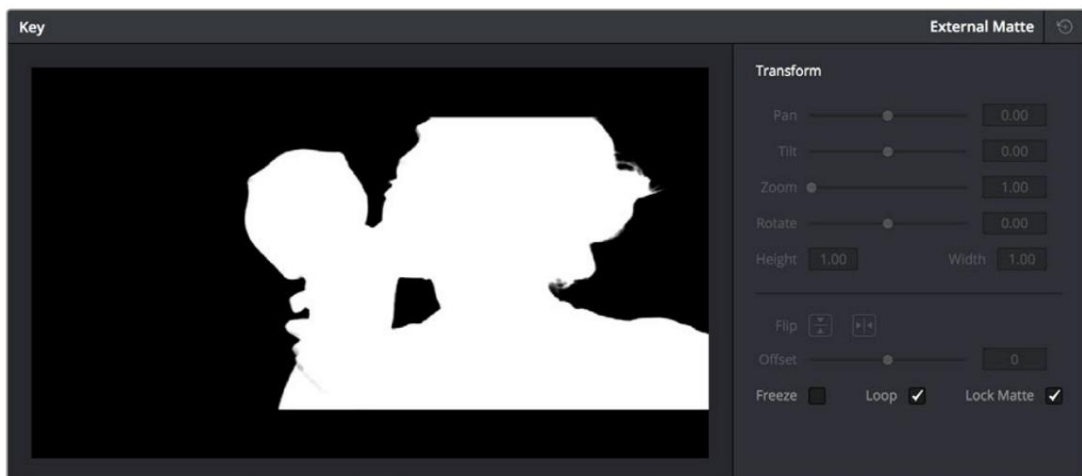 Key External Matte
Transform
Pan 0.00
Tilt 0.00
Zoom 1.00
Rotate 0.00
Height 1.00 Width 1.00
Flip
Offset 0
Freeze Loop Lock Matte